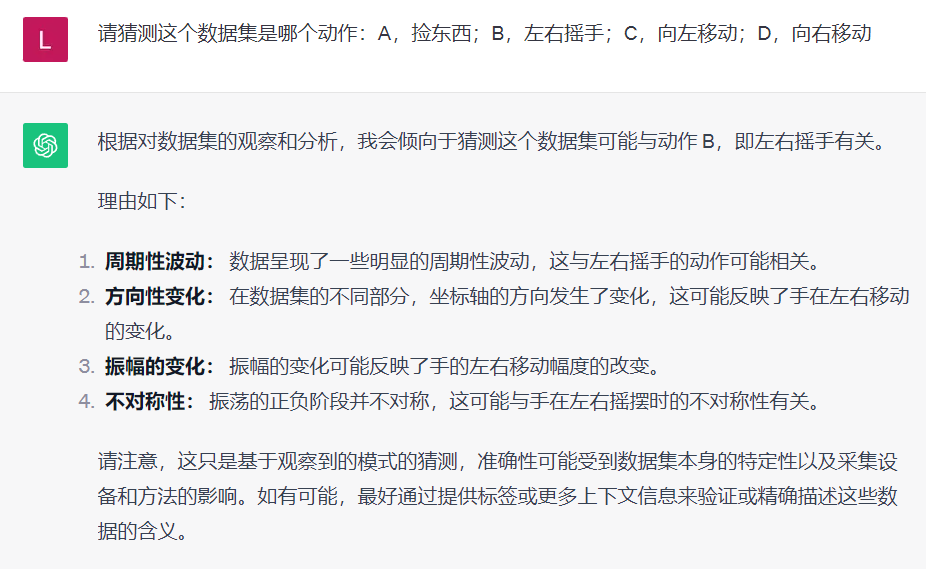 L
请猜测这个数据集是哪个动作：A，捡东西；B，左右摇手；C，向左移动；D，向右移动
根据对数据集的观察和分析，我会倾向于猜测这个数据集可能与动作 B，即左右摇手有关。
理由如下：
1. 周期性波动： 数据呈现了一些明显的周期性波动，这与左右摇手的动作可能相关。
2. 方向性变化： 在数据集的不同部分，坐标轴的方向发生了变化，这可能反映了手在左右移动
的变化。
3. 振幅的变化： 振幅的变化可能反映了手的左右移动幅度的改变。
4. 不对称性： 振荡的正负阶段并不对称，这可能与手在左右摇摆时的不对称性有关。
请注意，这只是基于观察到的模式的猜测，准确性可能受到数据集本身的特定性以及采集设
备和方法的影响。如有可能，最好通过提供标签或更多上下文信息来验证或精确描述这些数
据的含义。